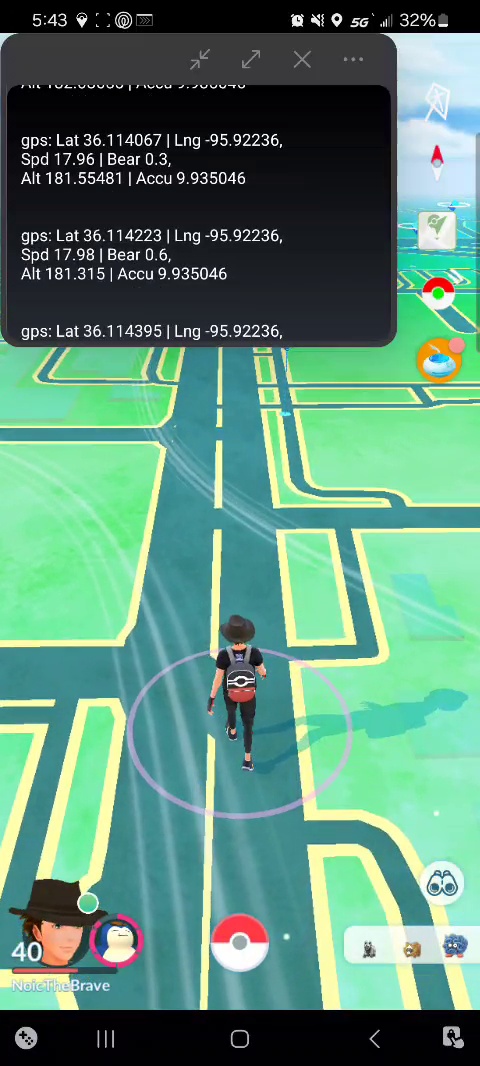 5:43
5G
32%
gps: Lat 36.114067 | Lng -95.92236,
Spd 17.96 | Bear 0.3,
Alt 181.55481 | Accu 9.935046
gps: Lat 36.114223 | Lng -95.92236,
Spd 17.98 | Bear 0.6,
Alt 181.315 | Accu 9.935046
gps: Lat 36.114395 | Lng -95.92236,
40
NoicTheBrave